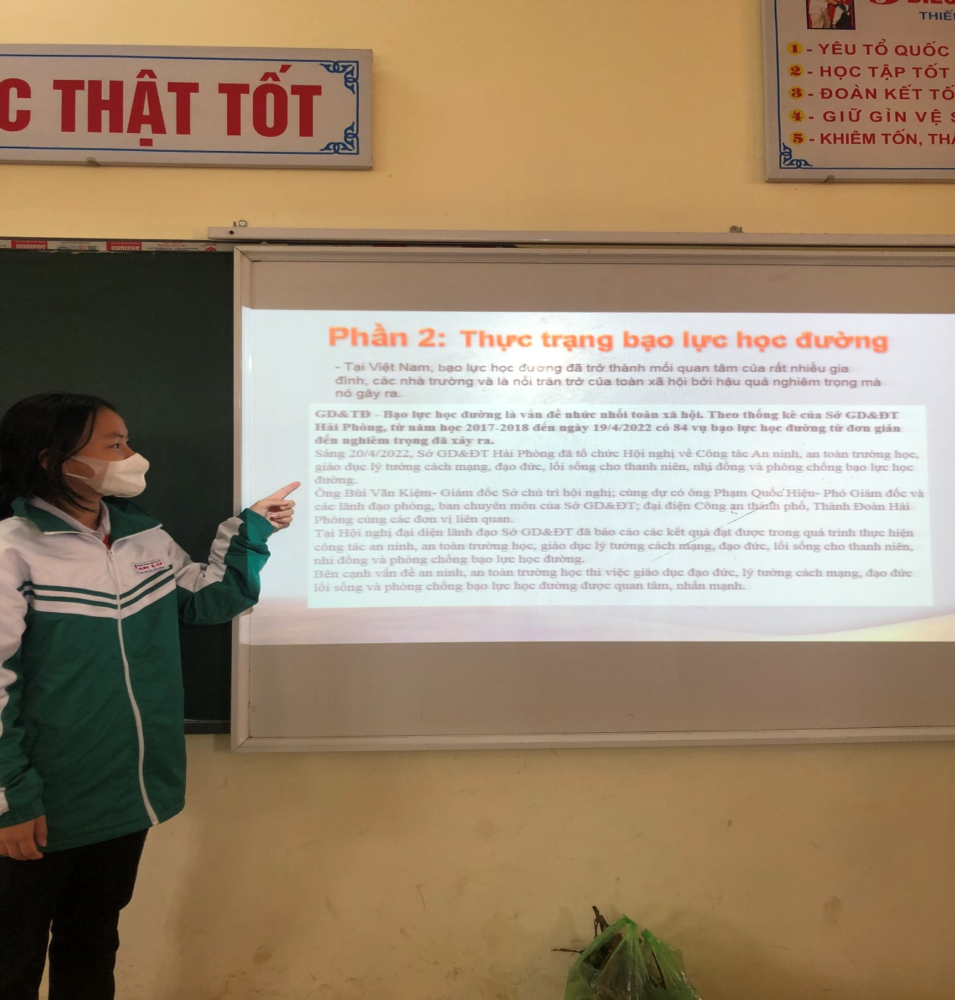 C THẬT TỐT
THIẾ
1 - YÊU TỔ QUỐC
2 - HỌC TẬP TỐT
3 - ĐOÀN KẾT TỐ
4 - GIỮ GÌN VỆ S
5 - KHIÊM TỐN, THÀ
Phần 2: Thực trạng bạo lực học đường
- Tại Việt Nam, bạo lực học đương đã trở thành mối quan tâm của rất nhiều gia
đình, các nhà trường và là nỗi trăn trở của toàn xã hội bởi hậu quả nghiêm trọng mà
nó gây ra.
GD&TĐ - Bạo lực học đường là vấn đề nhức nhối toàn xã hội. Theo thống kê của Sở GD&ĐT
Hải Phòng, từ năm học 2017-2018 đến ngày 19/4/2022 có 84 vụ bạo lực học đường từ đơn giản
đến nghiêm trọng đã xảy ra.
Sáng 20/4/2022, Sở GD&ĐT Hải Phòng đã tổ chức Hội nghị về Công tác An ninh, an toàn trường học,
giáo dục lý tưởng cách mạng, đạo đức, lối sống cho thanh niên, nhi đồng và phòng chống bạo lực học
đường.
Ông Bùi Văn Kiệm- Giám đốc Sở chủ trì hội nghị; cùng dự có ông Phạm Quốc Hiệu- Phó Giám đốc và
các lãnh đạo phòng, ban chuyên môn của Sở GD&ĐT; đại diện Công an thành phố, Thành Đoàn Hải
Phòng cùng các đơn vị liên quan.
Tại Hội nghị đại diện lãnh đạo Sở GD&ĐT đã báo cáo các kết quả đạt được trong quá trình thực hiện
công tác an ninh, an toàn trường học, giáo dục lý tưởng cách mạng, đạo đức, lối sống cho thanh niên,
nhi đồng và phòng chống bạo lực học đường.
Bên cạnh vấn đề an ninh, an toàn trường học thì việc giáo dục đạo đức, lý tưởng cách mạng, đạo đức
lối sống và phòng chống bạo lực học đường được quan tâm, nhấn mạnh.
AN LƯ